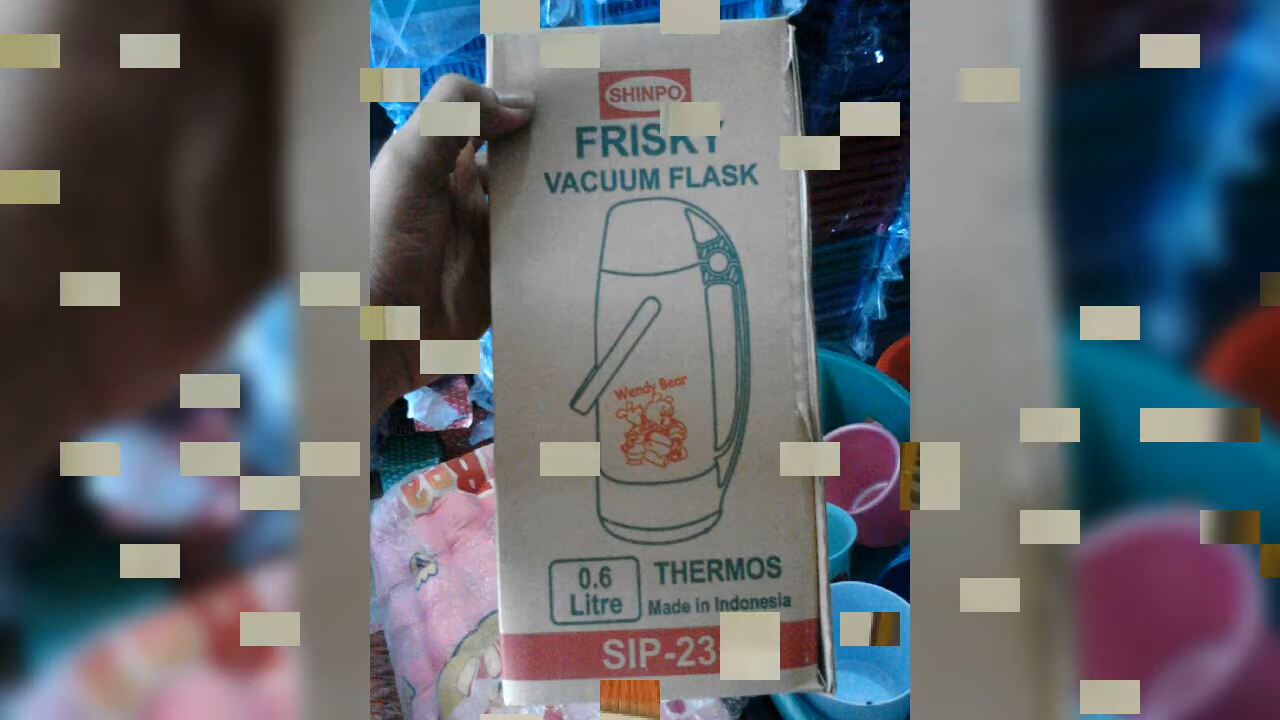 SHINPO
FRISKY
VACUUM FLASK
Wendy Bear
0.6
Litre
THERMOS
Made in Indonesia
SIP-23